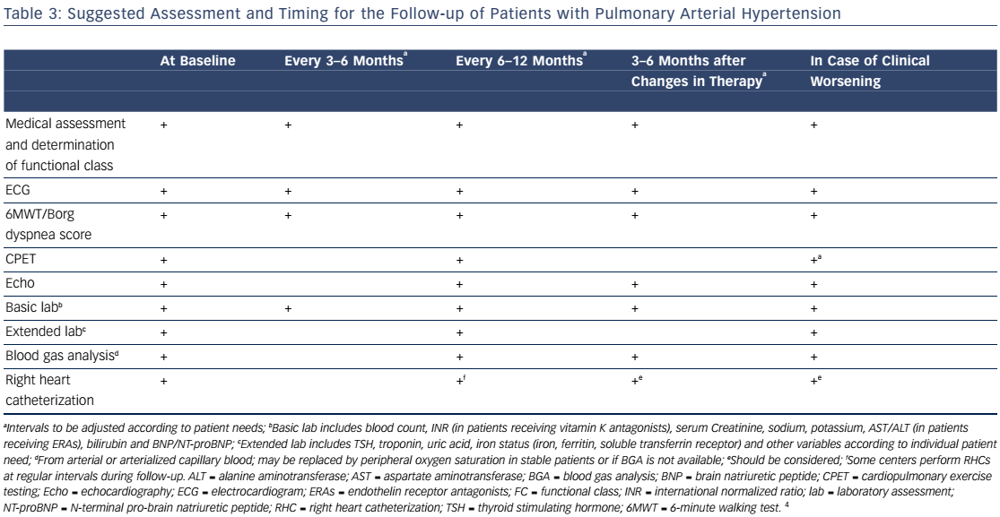 Table 3: Suggested Assessment and Timing for the Follow-up of Patients with Pulmonary Arterial Hypertension
At Baseline Every 3–6 Monthsᵃ Every 6–12 Monthsᵃ 3–6 Months after In Case of Clinical
Changes in Therapyᵃ Worsening
Medical assessment + + + + +
and determination
of functional class
ECG + + + + +
6MWT/Borg + + + + +
dyspnea score
CPET + + +ᵃ
Echo + + + +
Basic labᵇ + + + + +
Extended labᶜ + + +
Blood gas analysisᵈ + + + +
Right heart + +ᶠ +ᵉ +ᵉ
catheterization
ᵃIntervals to be adjusted according to patient needs; ᵇBasic lab includes blood count, INR (in patients receiving vitamin K antagonists), serum Creatinine, sodium, potassium, AST/ALT (in patients
receiving ERAs), bilirubin and BNP/NT-proBNP; ᶜExtended lab includes TSH, troponin, uric acid, iron status (iron, ferritin, soluble transferrin receptor) and other variables according to individual patient
need; ᵈFrom arterial or arterialized capillary blood; may be replaced by peripheral oxygen saturation in stable patients or if BGA is not available; ᵉShould be considered; ᶠSome centers perform RHCs
at regular intervals during follow-up. ALT = alanine aminotransferase; AST = aspartate aminotransferase; BGA = blood gas analysis; BNP = brain natriuretic peptide; CPET = cardiopulmonary exercise
testing; Echo = echocardiography; ECG = electrocardiogram; ERAs = endothelin receptor antagonists; FC = functional class; INR = international normalized ratio; lab = laboratory assessment;
NT-proBNP = N-terminal pro-brain natriuretic peptide; RHC = right heart catheterization; TSH = thyroid stimulating hormone; 6MWT = 6-minute walking test. ⁴